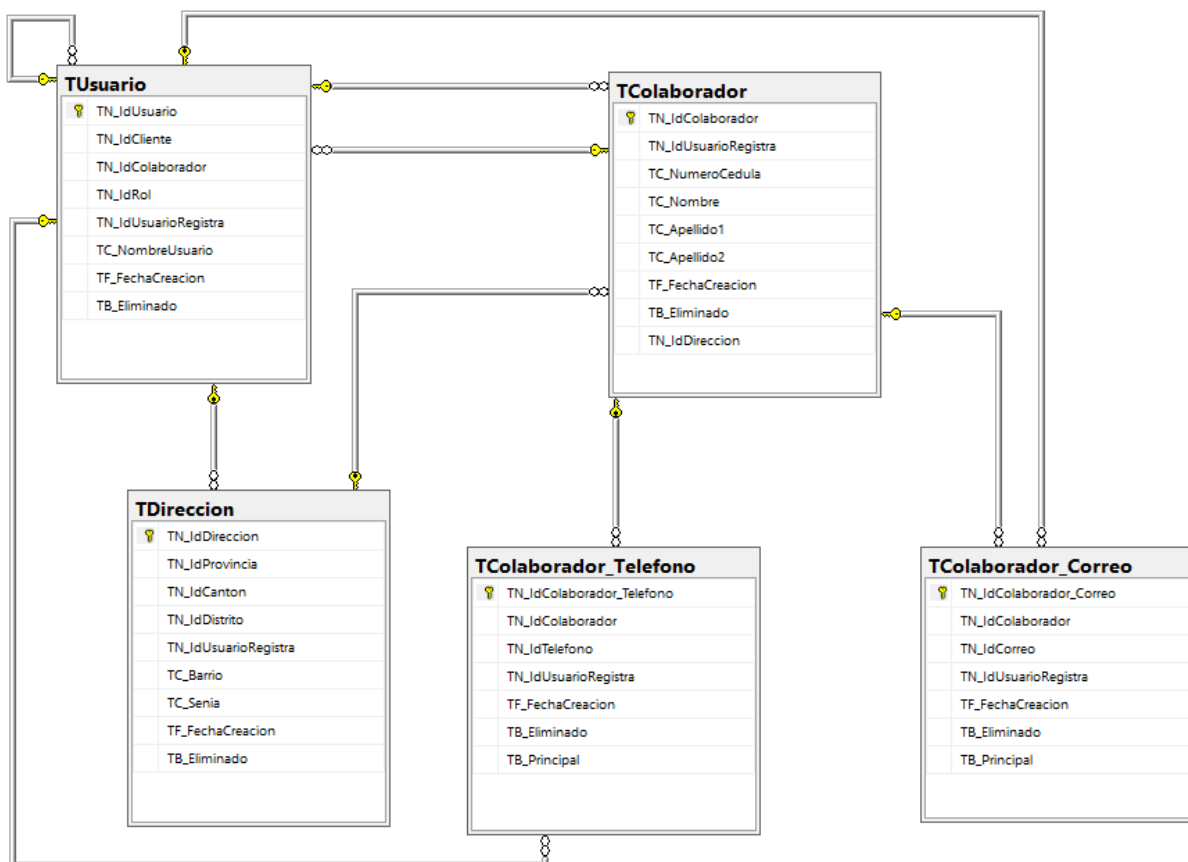 TUsuario
TN_IdUsuario
TN_IdCliente
TN_IdColaborador
TN_IdRol
TN_IdUsuarioRegistra
TC_NombreUsuario
TF_FechaCreacion
TB_Eliminado
TColaborador
TN_IdColaborador
TN_IdUsuarioRegistra
TC_NumeroCedula
TC_Nombre
TC_Apellido1
TC_Apellido2
TF_FechaCreacion
TB_Eliminado
TN_IdDireccion
TDireccion
TN_IdDireccion
TN_IdProvincia
TN_IdCanton
TN_IdDistrito
TN_IdUsuarioRegistra
TC_Barrio
TC_Senia
TF_FechaCreacion
TB_Eliminado
TColaborador_Telefono
TN_IdColaborador_Telefono
TN_IdColaborador
TN_IdTelefono
TN_IdUsuarioRegistra
TF_FechaCreacion
TB_Eliminado
TB_Principal
TColaborador_Correo
TN_IdColaborador_Correo
TN_IdColaborador
TN_IdCorreo
TN_IdUsuarioRegistra
TF_FechaCreacion
TB_Eliminado
TB_Principal